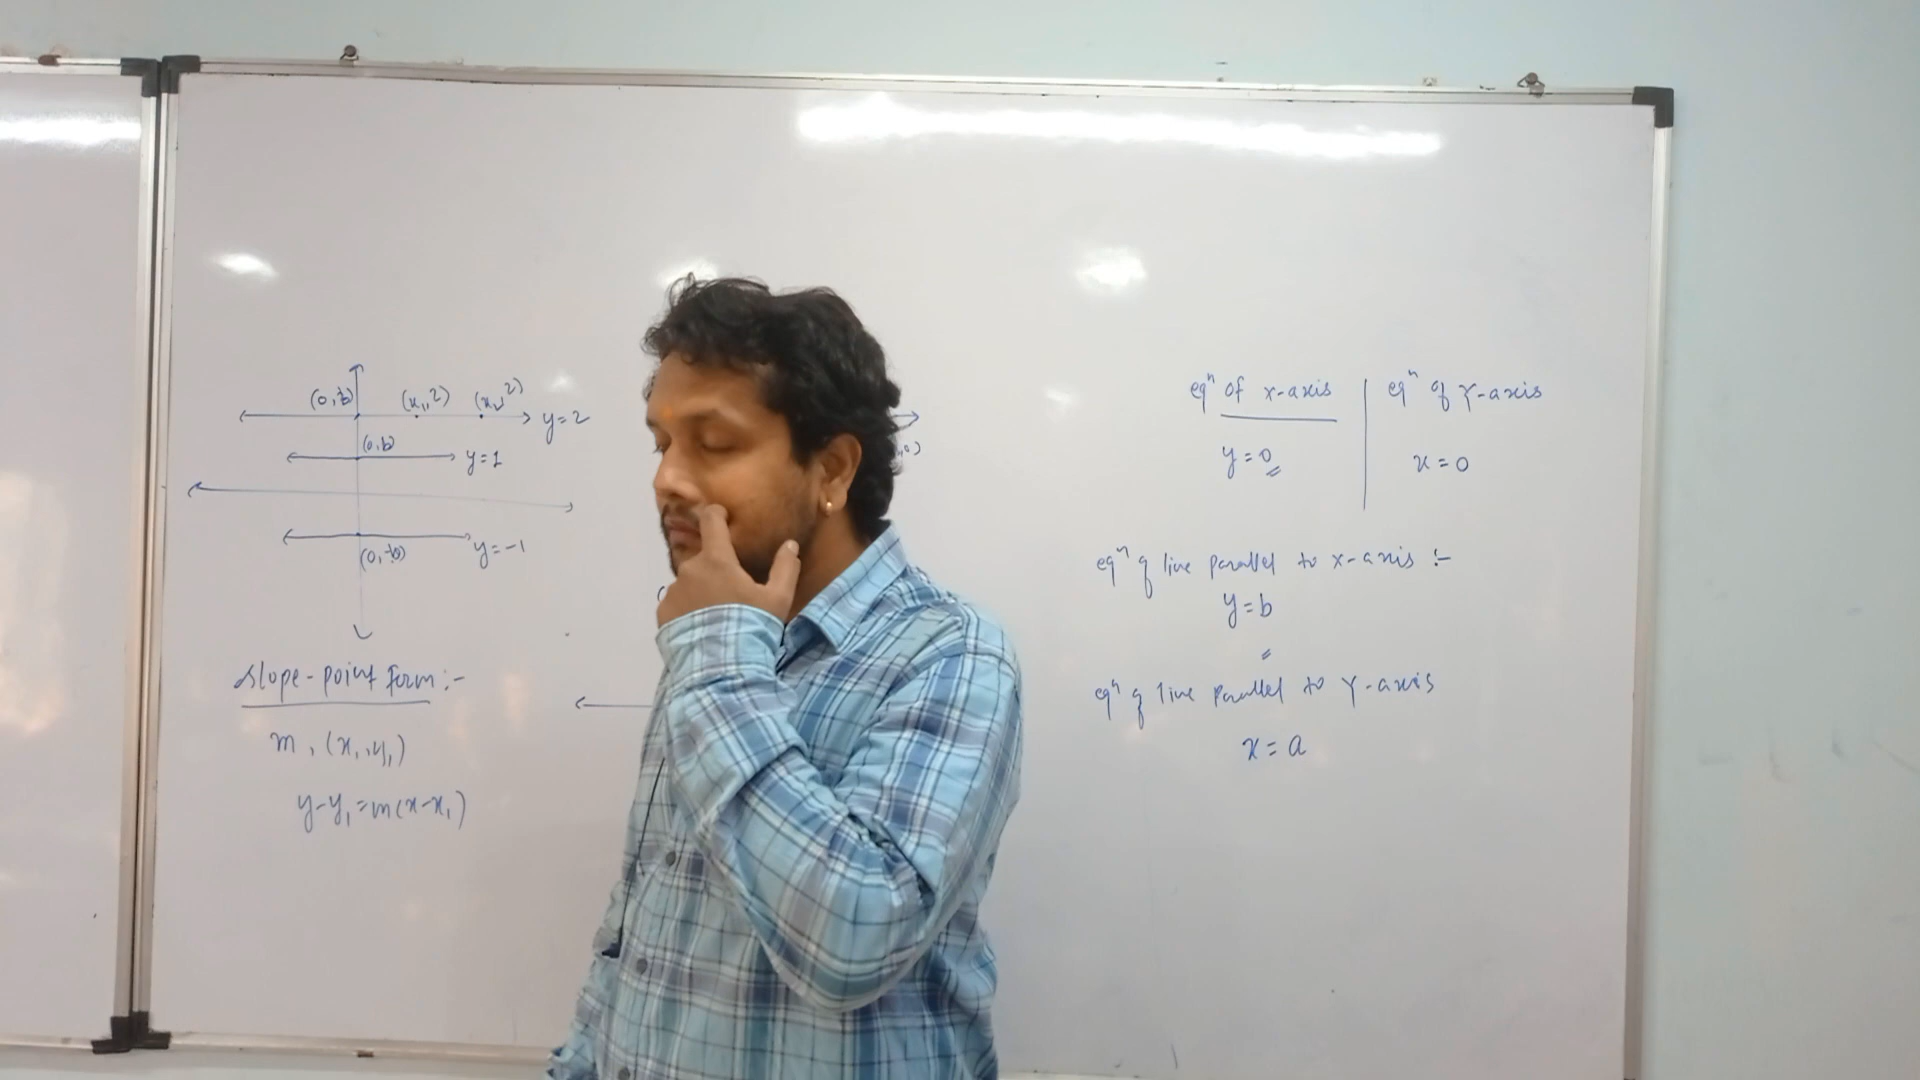 (0,b) (x₁,2) (x₂,2)
y=2
(0,b)
y=1
(0,-b)
y=-1
slope-point form:-
m, (x₁,y₁)
y-y₁=m(x-x₁)
eqⁿ of x-axis
y=0
eqⁿ of Y-axis
x=0
eqⁿ of line parallel to x-axis :-
y=b
eqⁿ of line parallel to Y-axis
x=a